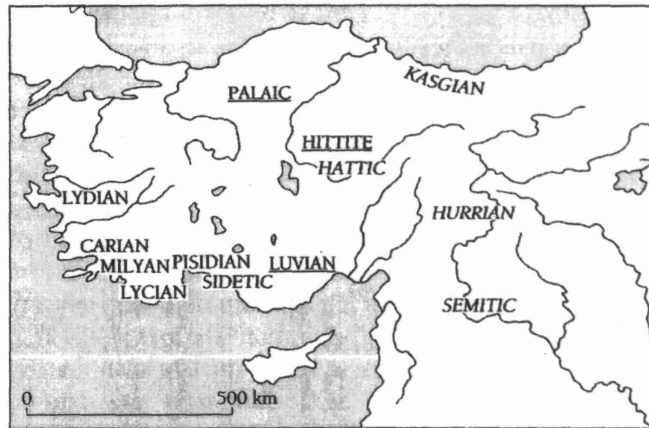 KASGIAN
PALAIC
HITTITE
HATTIC
LYDIAN
HURRIAN
CARIAN
MILYAN
PISIDIAN
LUVIAN
LYCIAN
SIDETIC
SEMITIC
0 500 km